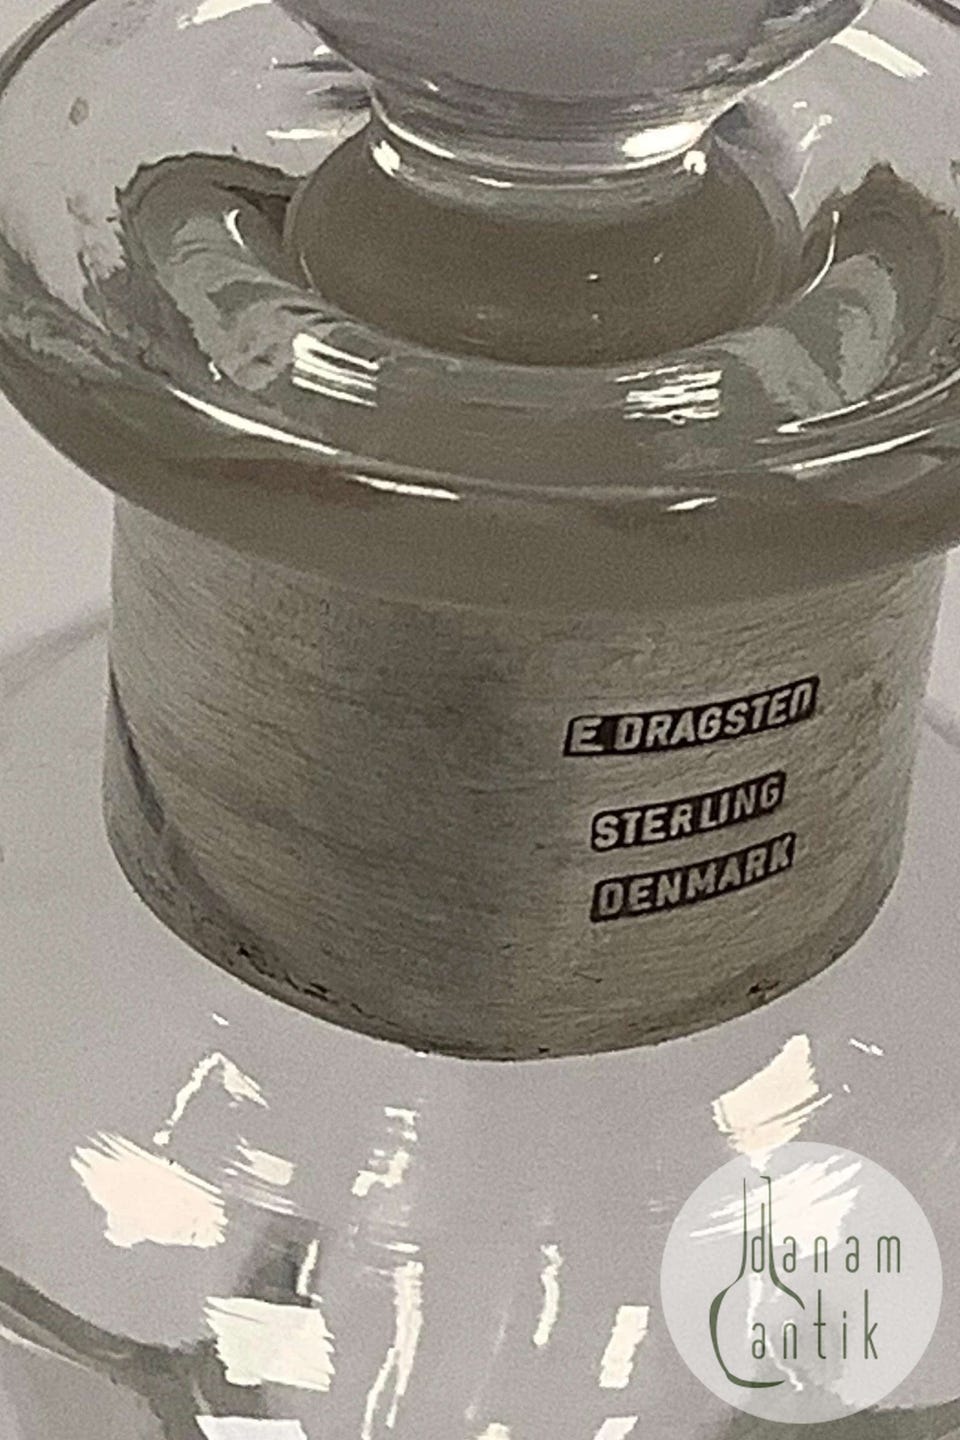 E DRAGSTED
STERLING
DENMARK
danam
antik